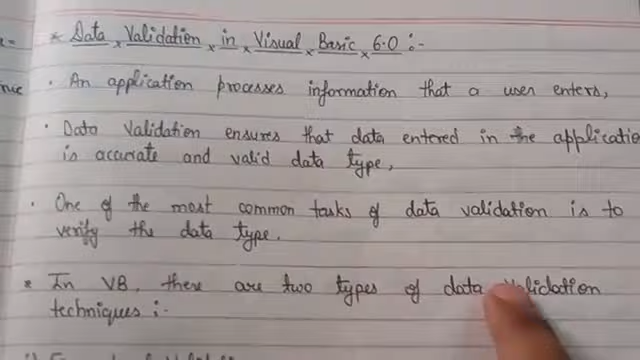 * Data x Validation x in x Visual x Basic x 6.0 :-
· An application processes information that a user enters,
· Data Validation ensures that data entered in the
is accurate and valid data type,
· One of the most common tasks of data validation is to
verify the data type.
* In VB, there are two types of data validation
techniques :-